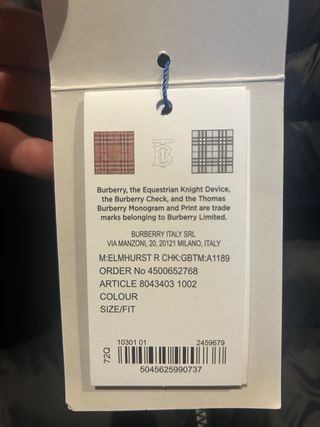 Burberry, the Equestrian Knight Device,
the Burberry Check, and the Thomas
Burberry Monogram and Print are trade
marks belonging to Burberry Limited.
BURBERRY ITALY SRL
VIA MANZONI, 20, 20121 MILANO, ITALY
M:ELMHURST R CHK:GBTM:A1189
ORDER No 4500652768
ARTICLE 8043403 1002
COLOUR
SIZE/FIT
10301 01 2459679
72Q
5045625990737